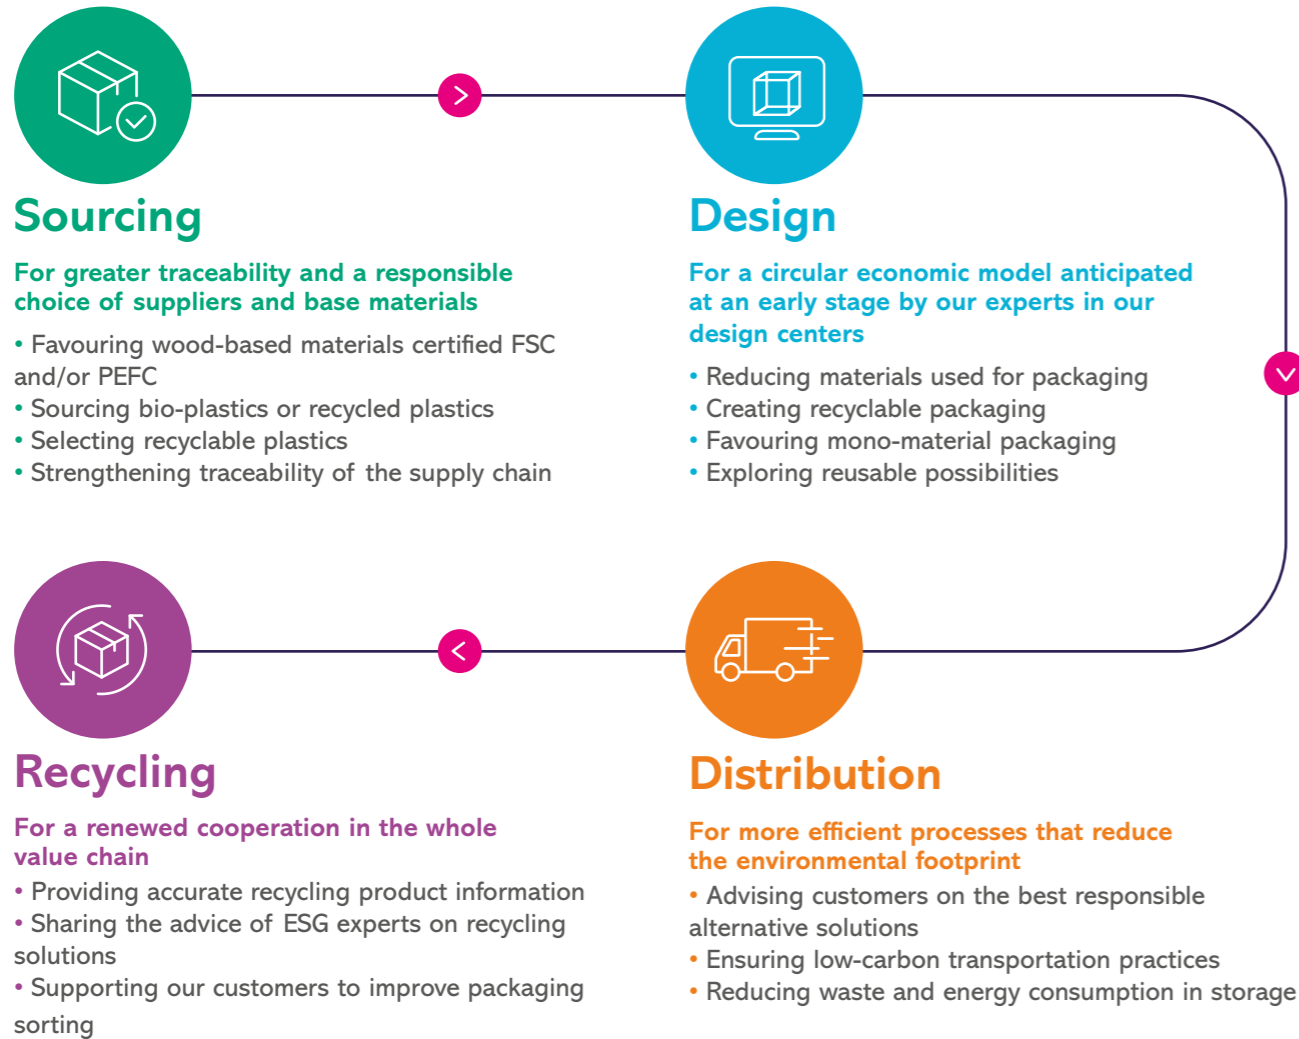 Sourcing
For greater traceability and a responsible
choice of suppliers and base materials
• Favouring wood-based materials certified FSC
and/or PEFC
• Sourcing bio-plastics or recycled plastics
• Selecting recyclable plastics
• Strengthening traceability of the supply chain
Design
For a circular economic model anticipated
at an early stage by our experts in our
design centers
• Reducing materials used for packaging
• Creating recyclable packaging
• Favouring mono-material packaging
• Exploring reusable possibilities
Recycling
For a renewed cooperation in the whole
value chain
• Providing accurate recycling product information
• Sharing the advice of ESG experts on recycling
solutions
• Supporting our customers to improve packaging
sorting
Distribution
For more efficient processes that reduce
the environmental footprint
• Advising customers on the best responsible
alternative solutions
• Ensuring low-carbon transportation practices
• Reducing waste and energy consumption in storage